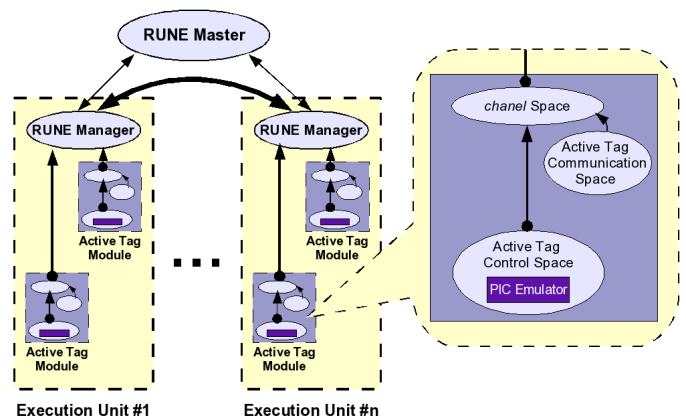 RUNE Master
RUNE Manager
Active Tag
Module
Active Tag
Module
Execution Unit #1
RUNE Manager
Active Tag
Module
Active Tag
Module
Execution Unit #n
chanel Space
Active Tag
Communication
Space
Active Tag
Control Space
PIC Emulator